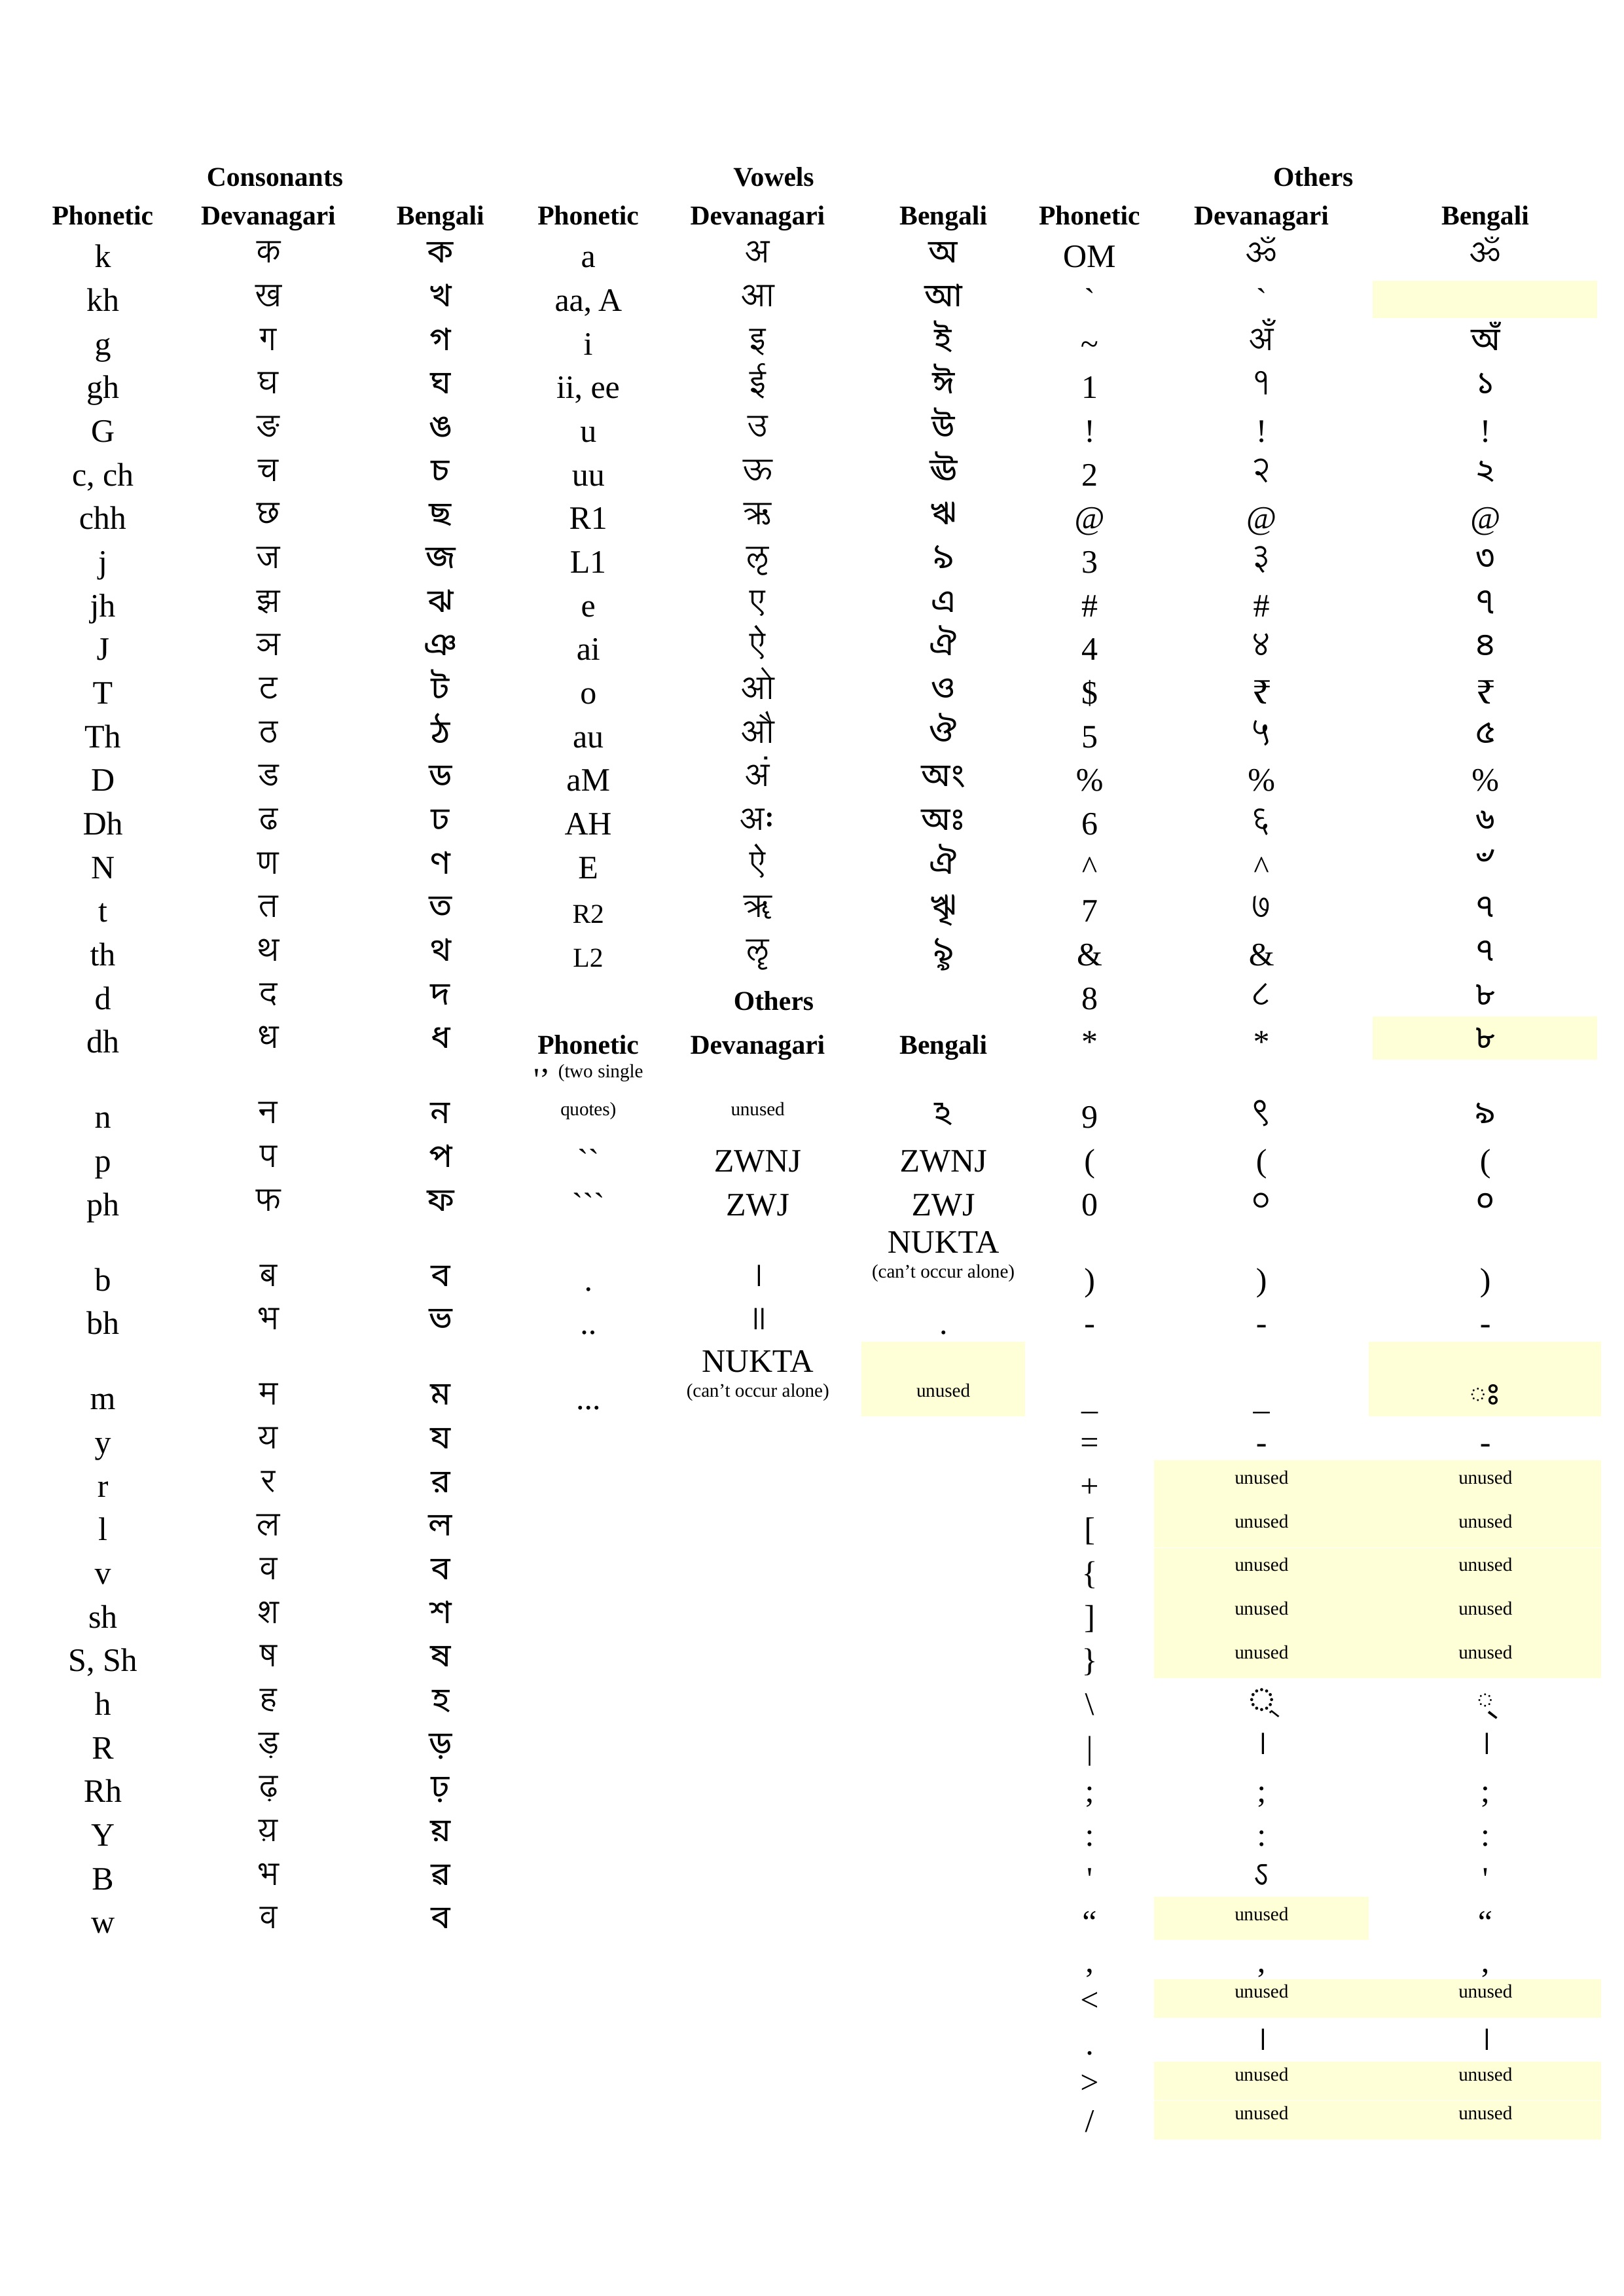 Consonants Vowels Others
Phonetic Devanagari Bengali Phonetic Devanagari Bengali Phonetic Devanagari Bengali
k क ক a अ অ OM ॐ ॐ
kh ख খ aa, A आ আ ` `
g ग গ i इ ই ~ अँ অঁ
gh घ ঘ ii, ee ई ঈ 1 १ ১
G ङ ঙ u उ উ ! ! !
c, ch च চ uu ऊ ঊ 2 २ ২
chh छ ছ R1 ऋ ঋ @ @ @
j ज জ L1 ऌ ঌ 3 ३ ৩
jh झ ঝ e ए এ # #
J ञ ঞ ai ऐ ঐ 4 ४ ৪
T ट ট o ओ ও $ ₹ ₹
Th ठ ঠ au औ ঔ 5 ५ ৫
D ड ড aM अं অং % % %
Dh ढ ঢ AH अः অঃ 6 ६ ৬
N ण ণ E ऐ ঐ ^ ^
t त ত R2 ॠ ৠ 7 ७ ৭
th थ থ L2 ॡ ৡ & & ৭
d द দ Others 8 ८ ৮
dh ध ধ Phonetic Devanagari Bengali * * ৮
'’ (two single
n न ন quotes) unused ঽ 9 ९ ৯
p प প `` ZWNJ ZWNJ ( ( (
ph फ ফ ``` ZWJ ZWJ 0 ० ০
NUKTA
b ब ব . । (can’t occur alone) ) ) )
bh भ ভ .. ॥ . - - -
NUKTA
m म ম ... (can’t occur alone) unused _ _ ঃ
y य য = - -
r र র + unused unused
l ल ল [ unused unused
v व ব { unused unused
sh श শ ] unused unused
S, Sh ष ষ } unused unused
h ह হ \ ् ্
R ड़ ড় | । ।
Rh ढ़ ঢ় ; ; ;
Y य़ য় : : :
B भ ৱ ' ऽ '
w व ব “ unused “
, , ,
< unused unused
. । ।
> unused unused
/ unused unused